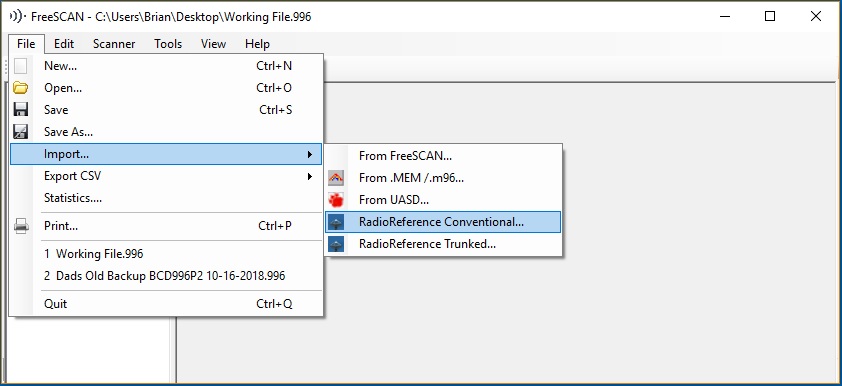 FreeSCAN - C:\Users\Brian\Desktop\Working File.996
File Edit Scanner Tools View Help
New... Ctrl+N
Open... Ctrl+O
Save Ctrl+S
Save As...
Import...
Export CSV
Statistics....
Print... Ctrl+P
1 Working File.996
2 Dads Old Backup BCD996P2 10-16-2018.996
Quit Ctrl+Q
From FreeSCAN...
From .MEM /.m96...
From UASD...
RadioReference Conventional...
RadioReference Trunked...